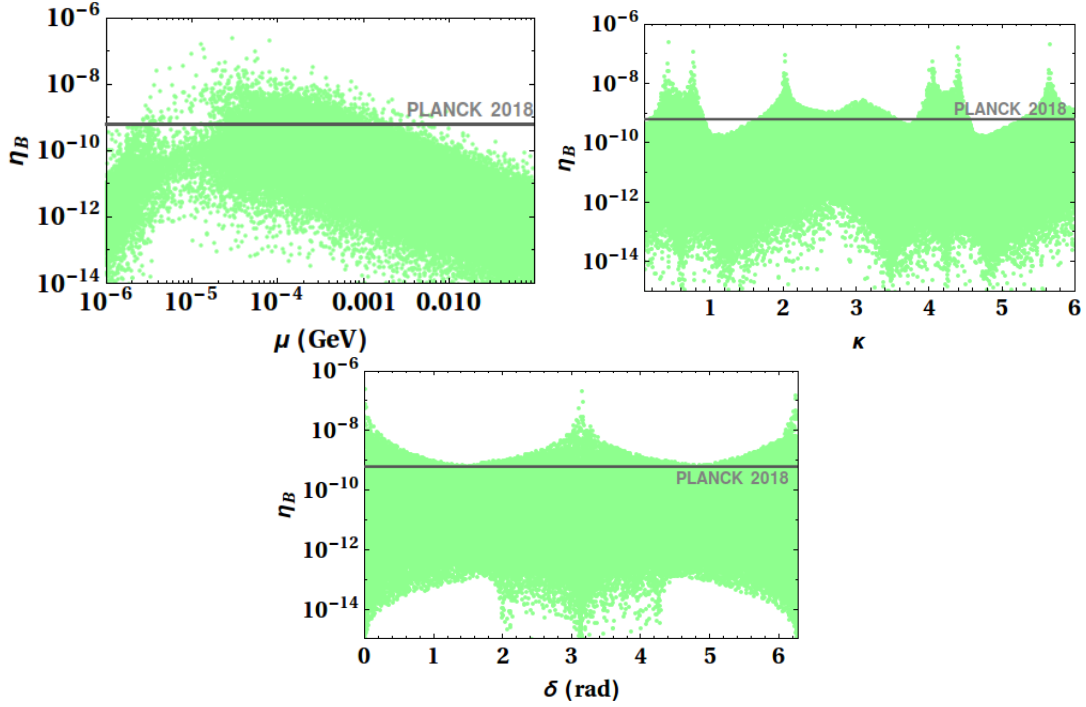 10^-6
10^-8
10^-10
10^-12
10^-14
η_B
PLANCK 2018
10^-6 10^-5 10^-4 0.001 0.010
μ (GeV)
10^-6
10^-8
10^-10
10^-12
10^-14
η_B
PLANCK 2018
1 2 3 4 5 6
κ
10^-6
10^-8
10^-10
10^-12
10^-14
η_B
PLANCK 2018
0 1 2 3 4 5 6
δ (rad)